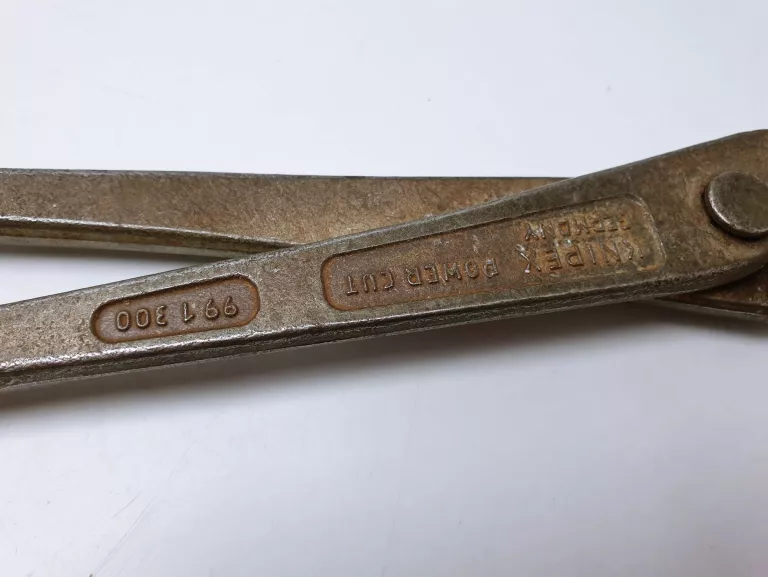 KNIPEX POWER CUT
GERMANY
99 1 300